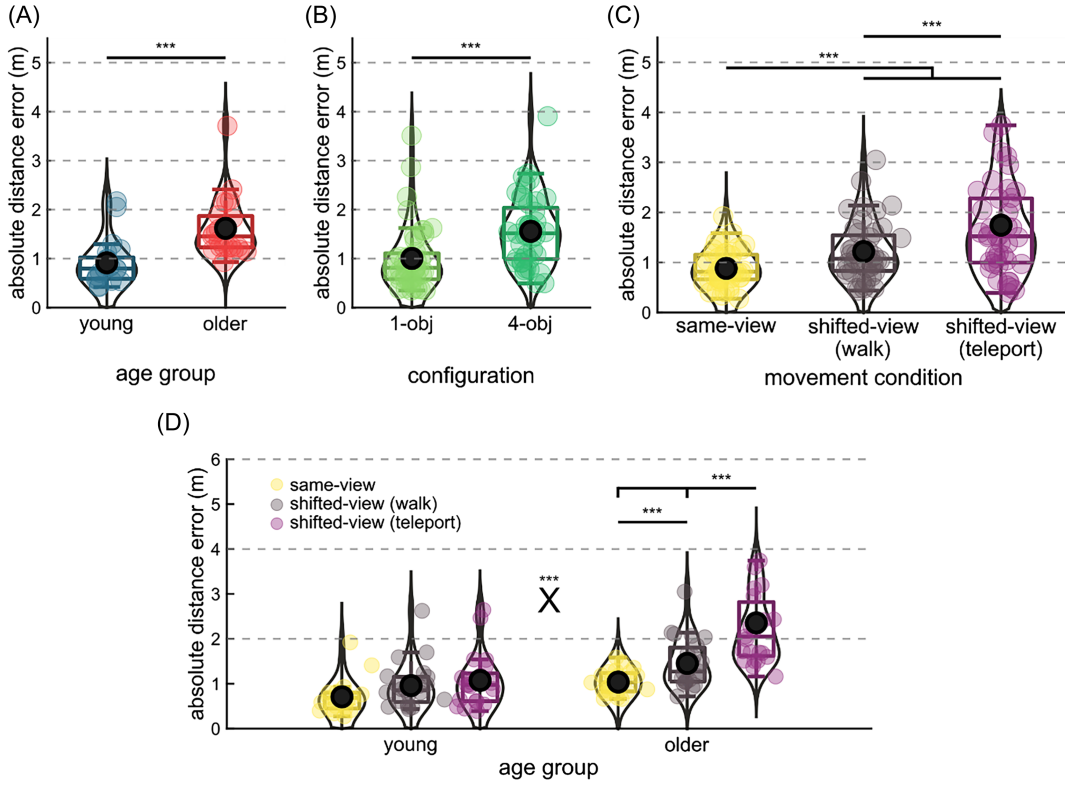 (A)
absolute distance error (m)
5
4
3
2
1
0
***
young older
age group
(B)
absolute distance error (m)
5
4
3
2
1
0
***
1-obj 4-obj
configuration
(C)
absolute distance error (m)
5
4
3
2
1
0
***
***
same-view shifted-view shifted-view
(walk) (teleport)
movement condition
(D)
absolute distance error (m)
6
5
4
3
2
1
0
same-view
shifted-view (walk)
shifted-view (teleport)
***
X
***
***
young older
age group